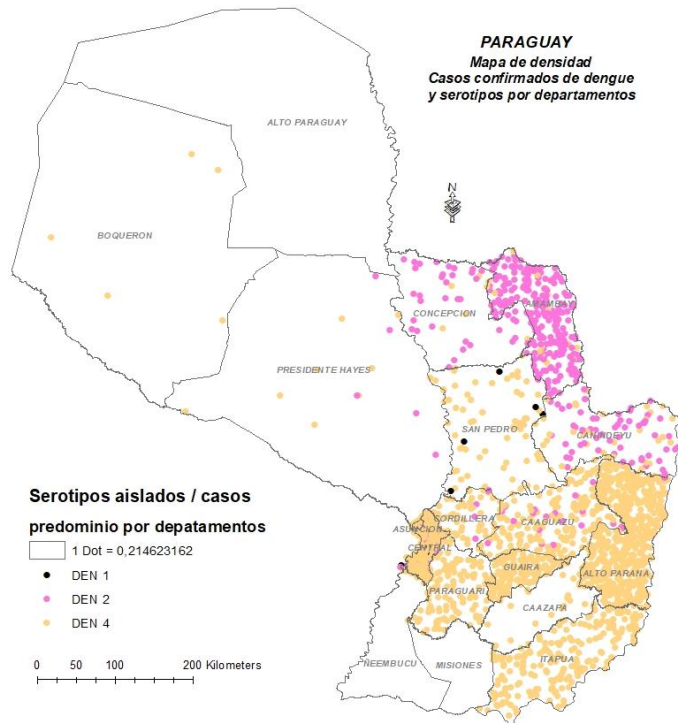 PARAGUAY
Mapa de densidad
Casos confirmados de dengue
y serotipos por departamentos
N
ALTO PARAGUAY
BOQUERON
CONCEPCION
AMAMBAY
PRESIDENTE HAYES
SAN PEDRO
CANINDEYU
CORDILLERA
ASUNCION
CAAGUAZU
CENTRAL
GUAIRA
ALTO PARANA
PARAGUARI
CAAZAPA
ITAPUA
ÑEEMBUCU
MISIONES
Serotipos aislados / casos
predominio por depatamentos
1 Dot = 0,214623162
DEN 1
DEN 2
DEN 4
0 50 100 200 Kilometers